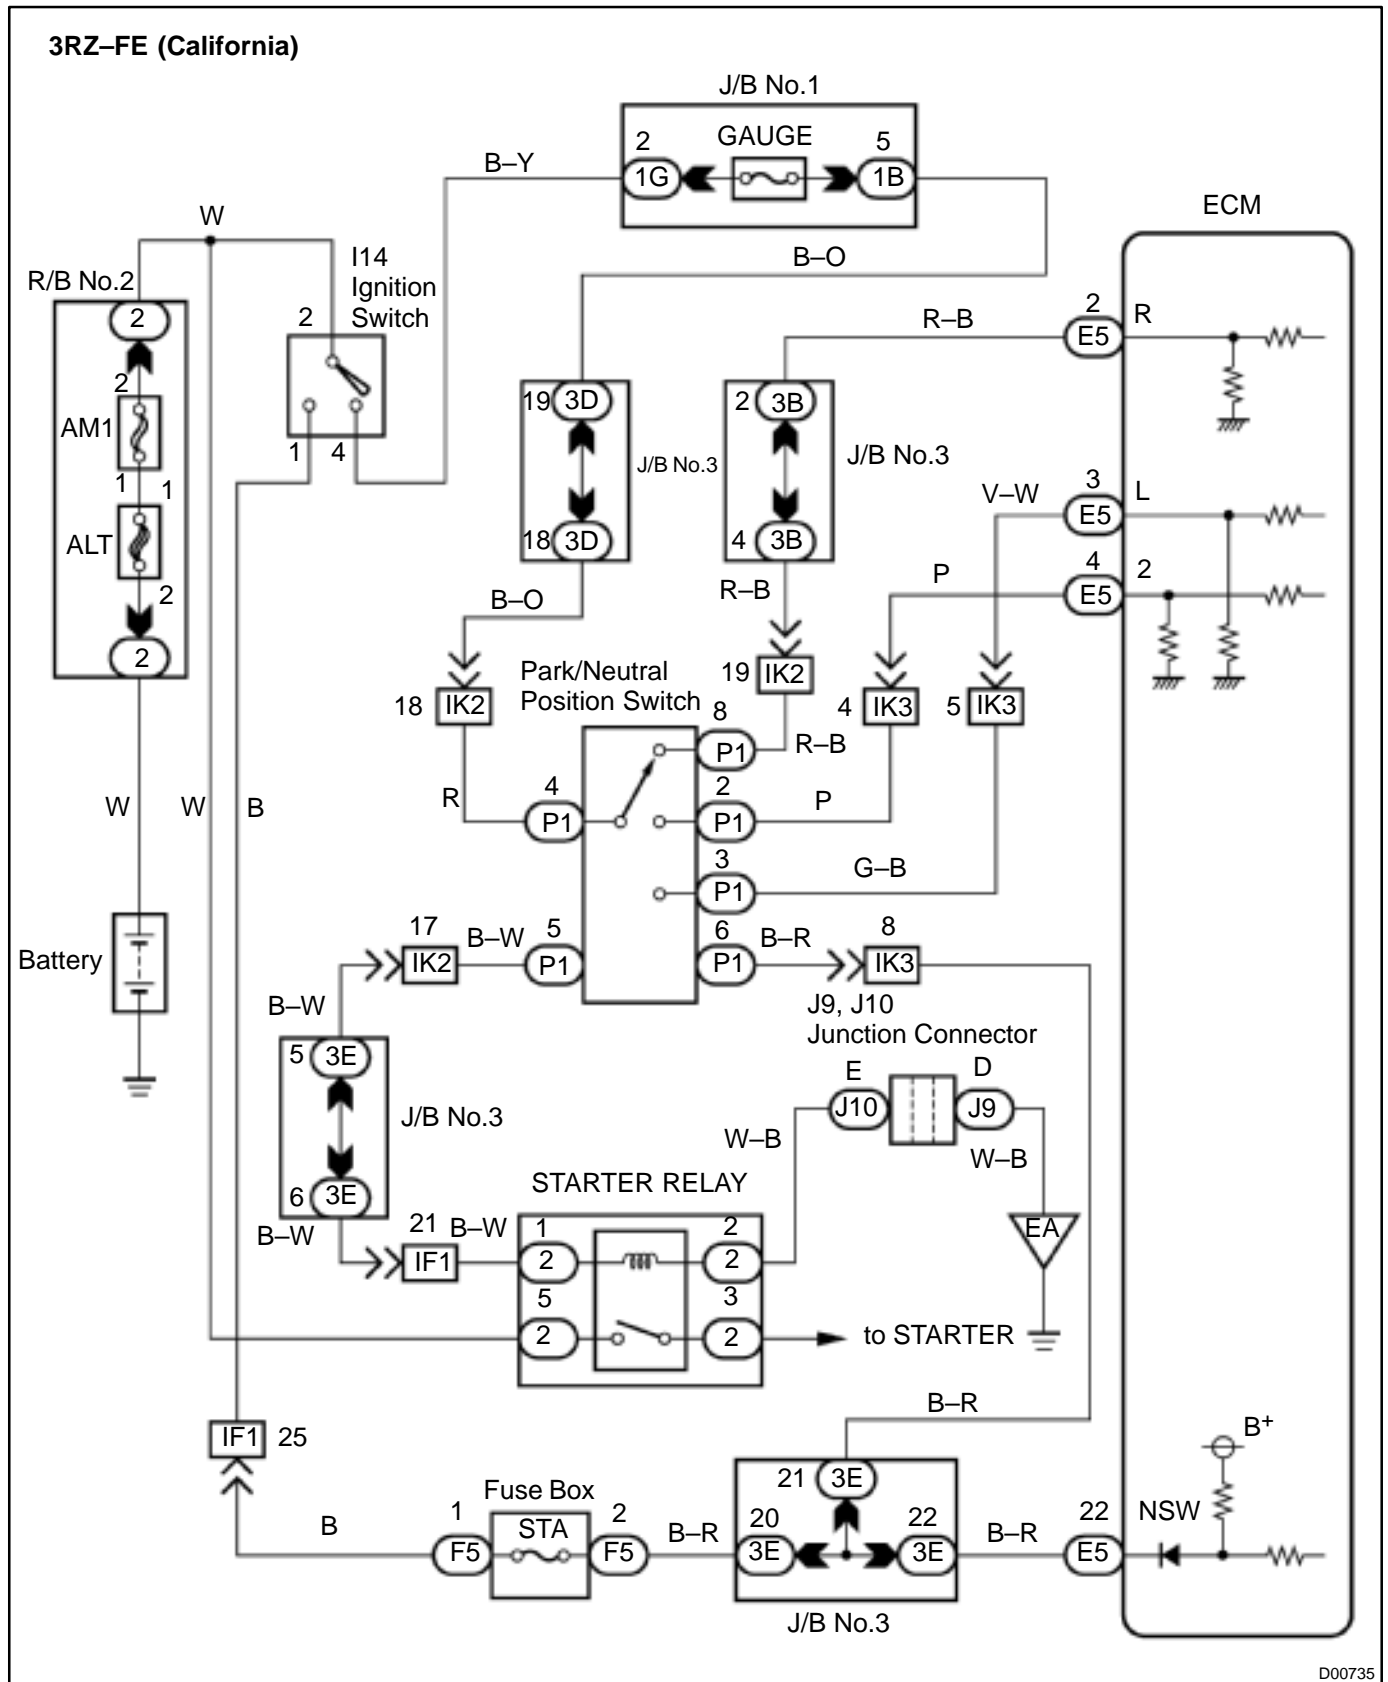 3RZ–FE (California)
J/B No.1
2
GAUGE
5
1G
1B
B–Y
W
ECM
R/B No.2
I14
Ignition
Switch
B–O
2
2
R–B
2
E5
R
2
AM1
1
1
ALT
2
2
1
4
19
3D
2
3B
J/B No.3
J/B No.3
18
3D
4
3B
V–W
3
E5
L
P
4
E5
2
B–O
R–B
Park/Neutral
Position Switch
19
IK2
18
IK2
4
IK3
5
IK3
8
P1
R–B
W
W
B
R
4
P1
2
P1
P
3
P1
G–B
Battery
17
IK2
B–W
5
P1
6
P1
B–R
8
IK3
B–W
J9, J10
Junction Connector
5
3E
J/B No.3
E
J10
D
J9
W–B
W–B
6
3E
STARTER RELAY
B–W
21
IF1
B–W
1
2
2
2
EA
5
2
3
2
to STARTER
B–R
IF1
25
B+
21
3E
Fuse Box
B
1
F5
STA
2
F5
B–R
20
3E
22
3E
B–R
22
E5
NSW
J/B No.3
D00735